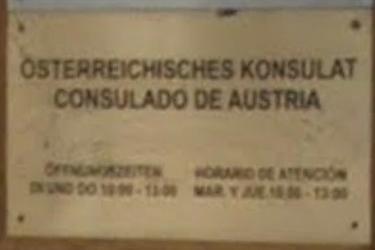 ÖSTERREICHISCHES KONSULAT
CONSULADO DE AUSTRIA
ÖFFNUNGSZEITEN HORARIO DE ATENCIÓN
DI UND DO 10:00 - 13:00 MAR. Y JUE. 10:00 - 13:00